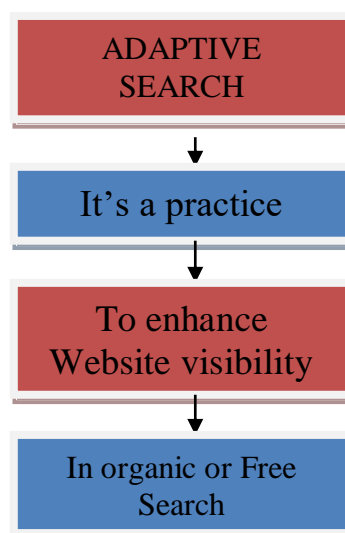 ADAPTIVE
SEARCH
It’s a practice
To enhance
Website visibility
In organic or Free
Search